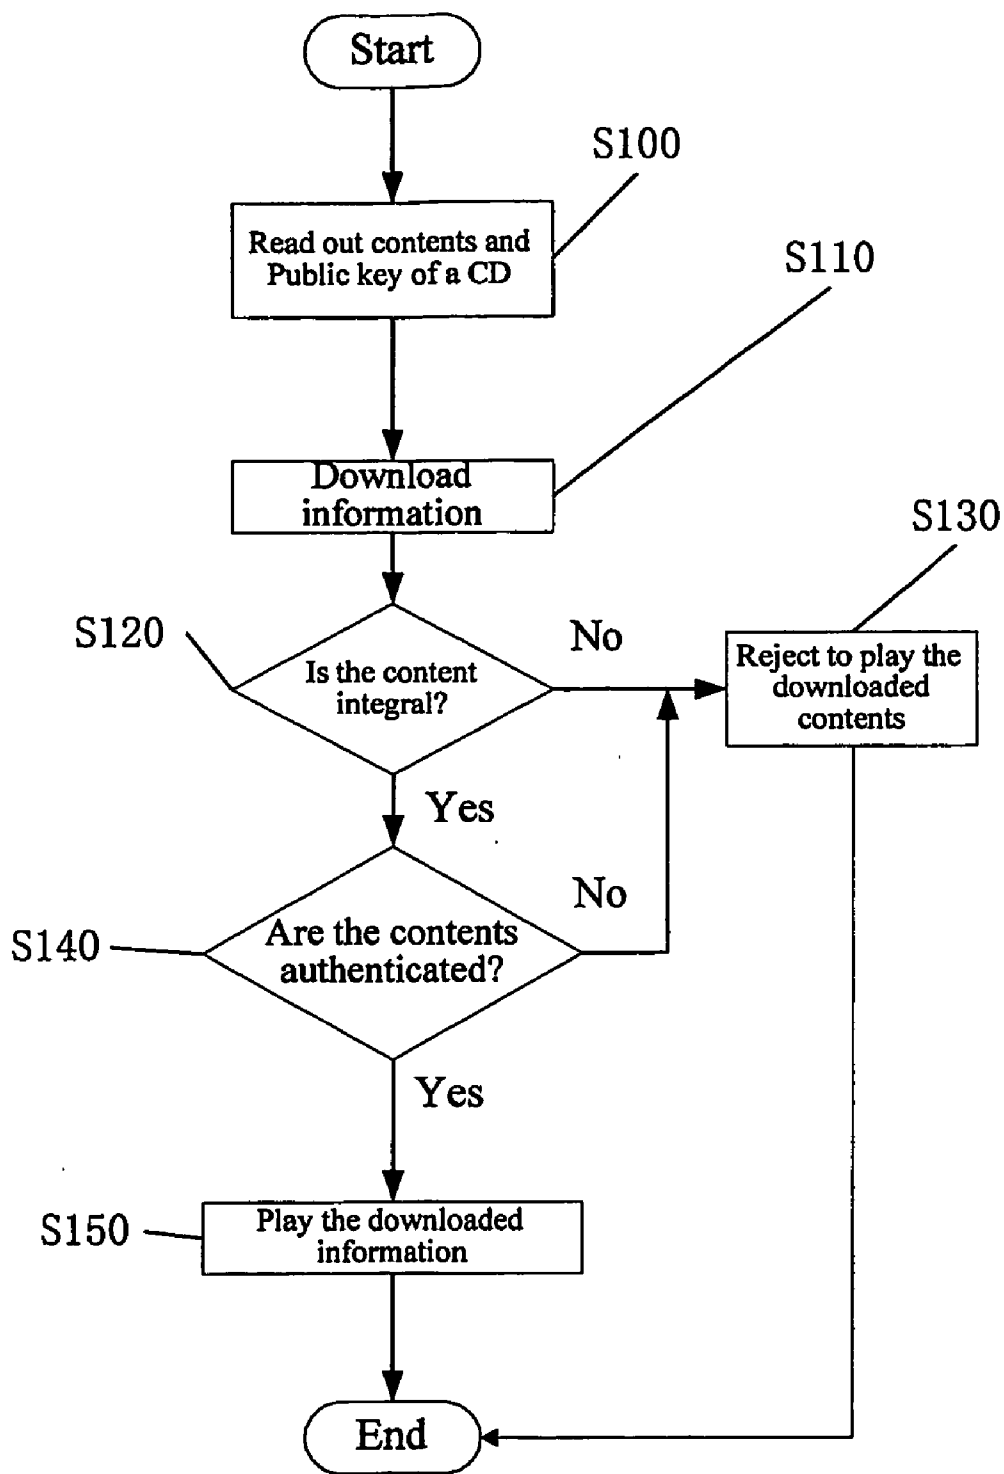 Start
S100
Read out contents and
Public key of a CD
S110
Download
information
S130
S120
No
Is the content
integral?
Reject to play the
downloaded
contents
Yes
No
S140
Are the contents
authenticated?
Yes
S150
Play the downloaded
information
End